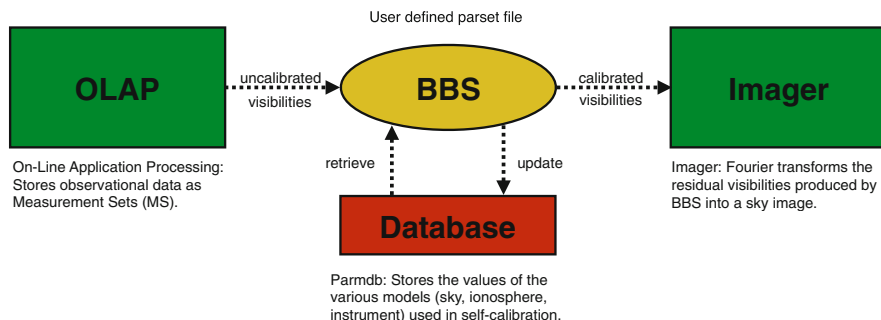 User defined parset file
OLAP
uncalibrated
visibilities
BBS
calibrated
visibilities
Imager
On-Line Application Processing:
Stores observational data as
Measurement Sets (MS).
retrieve
update
Imager: Fourier transforms the
residual visibilities produced by
BBS into a sky image.
Database
Parmdb: Stores the values of the
various models (sky, ionosphere,
instrument) used in self-calibration.